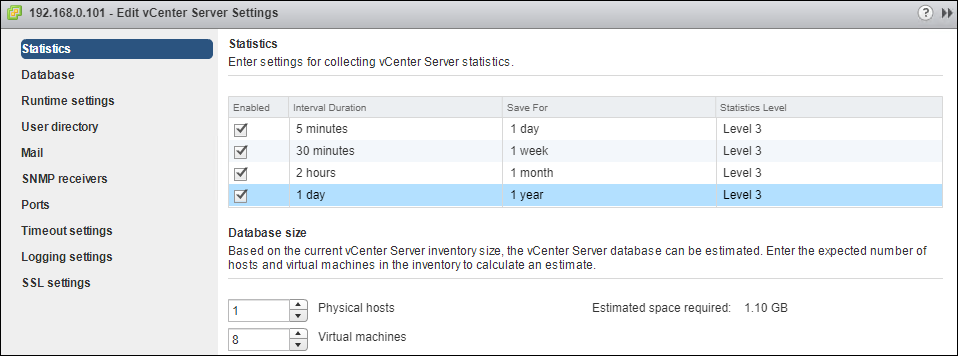 192.168.0.101 - Edit vCenter Server Settings ?
Statistics
Database
Runtime settings
User directory
Mail
SNMP receivers
Ports
Timeout settings
Logging settings
SSL settings
Statistics
Enter settings for collecting vCenter Server statistics.
Enabled Interval Duration Save For Statistics Level
5 minutes 1 day Level 3
30 minutes 1 week Level 3
2 hours 1 month Level 3
1 day 1 year Level 3
Database size
Based on the current vCenter Server inventory size, the vCenter Server database can be estimated. Enter the expected number of
hosts and virtual machines in the inventory to calculate an estimate.
1 Physical hosts Estimated space required: 1.10 GB
8 Virtual machines